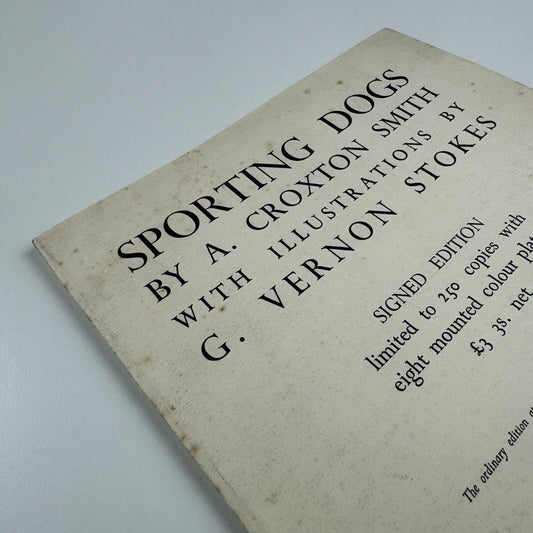 SPORTING DOGS
BY A. CROXTON SMITH
WITH ILLUSTRATIONS BY
G. VERNON STOKES
SIGNED EDITION
limited to 250 copies with
eight mounted colour
£3 3s. net
The ordinary edition